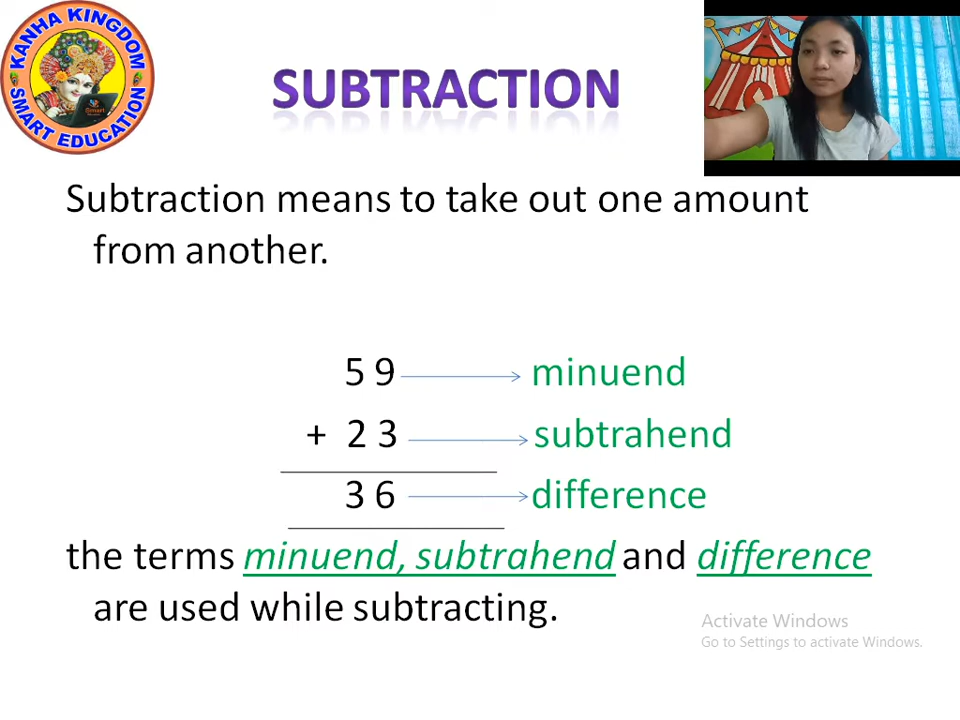 KANHA KINGDOM
SMART EDUCATION
SUBTRACTION
Subtraction means to take out one amount
from another.
5 9 minuend
+ 2 3 subtrahend
3 6 difference
the terms minuend, subtrahend and difference
are used while subtracting.
Activate Windows
Go to Settings to activate Windows.